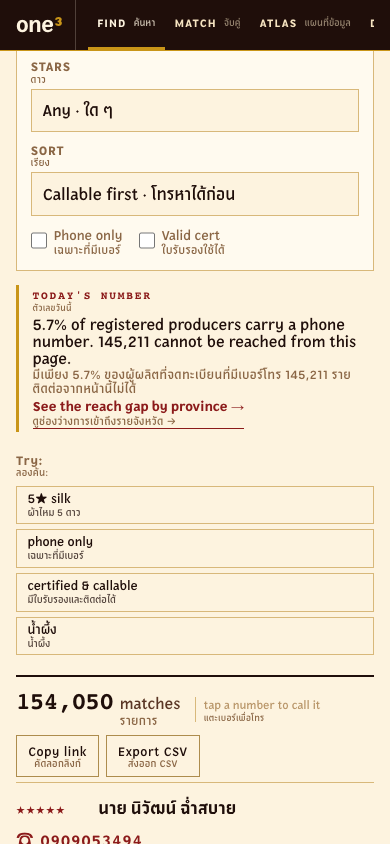 one³
FIND ค้นหา MATCH จับคู่ ATLAS แผนที่ข้อมูล
STARS
ดาว
Any · ใด ๆ
SORT
เรียง
Callable first · โทรหาได้ก่อน
Phone only
เฉพาะที่มีเบอร์
Valid cert
ใบรับรองใช้ได้
TODAY'S NUMBER
ตัวเลขวันนี้
5.7% of registered producers carry a phone
number. 145,211 cannot be reached from this
page.
มีเพียง 5.7% ของผู้ผลิตที่จดทะเบียนที่มีเบอร์โทร 145,211 ราย
ติดต่อจากหน้านี้ไม่ได้
See the reach gap by province →
ดูช่องว่างการเข้าถึงรายจังหวัด →
Try:
ลองค้น:
5★ silk
ผ้าไหม 5 ดาว
phone only
เฉพาะที่มีเบอร์
certified & callable
มีใบรับรองและติดต่อได้
น้ำผึ้ง
น้ำผึ้ง
154,050 matches
รายการ
tap a number to call it
แตะเบอร์เพื่อโทร
Copy link
คัดลอกลิงก์
Export CSV
ส่งออก CSV
★★★★★ นาย นิวัฒน์ ฉ่ำสบาย
☎ 0909053494